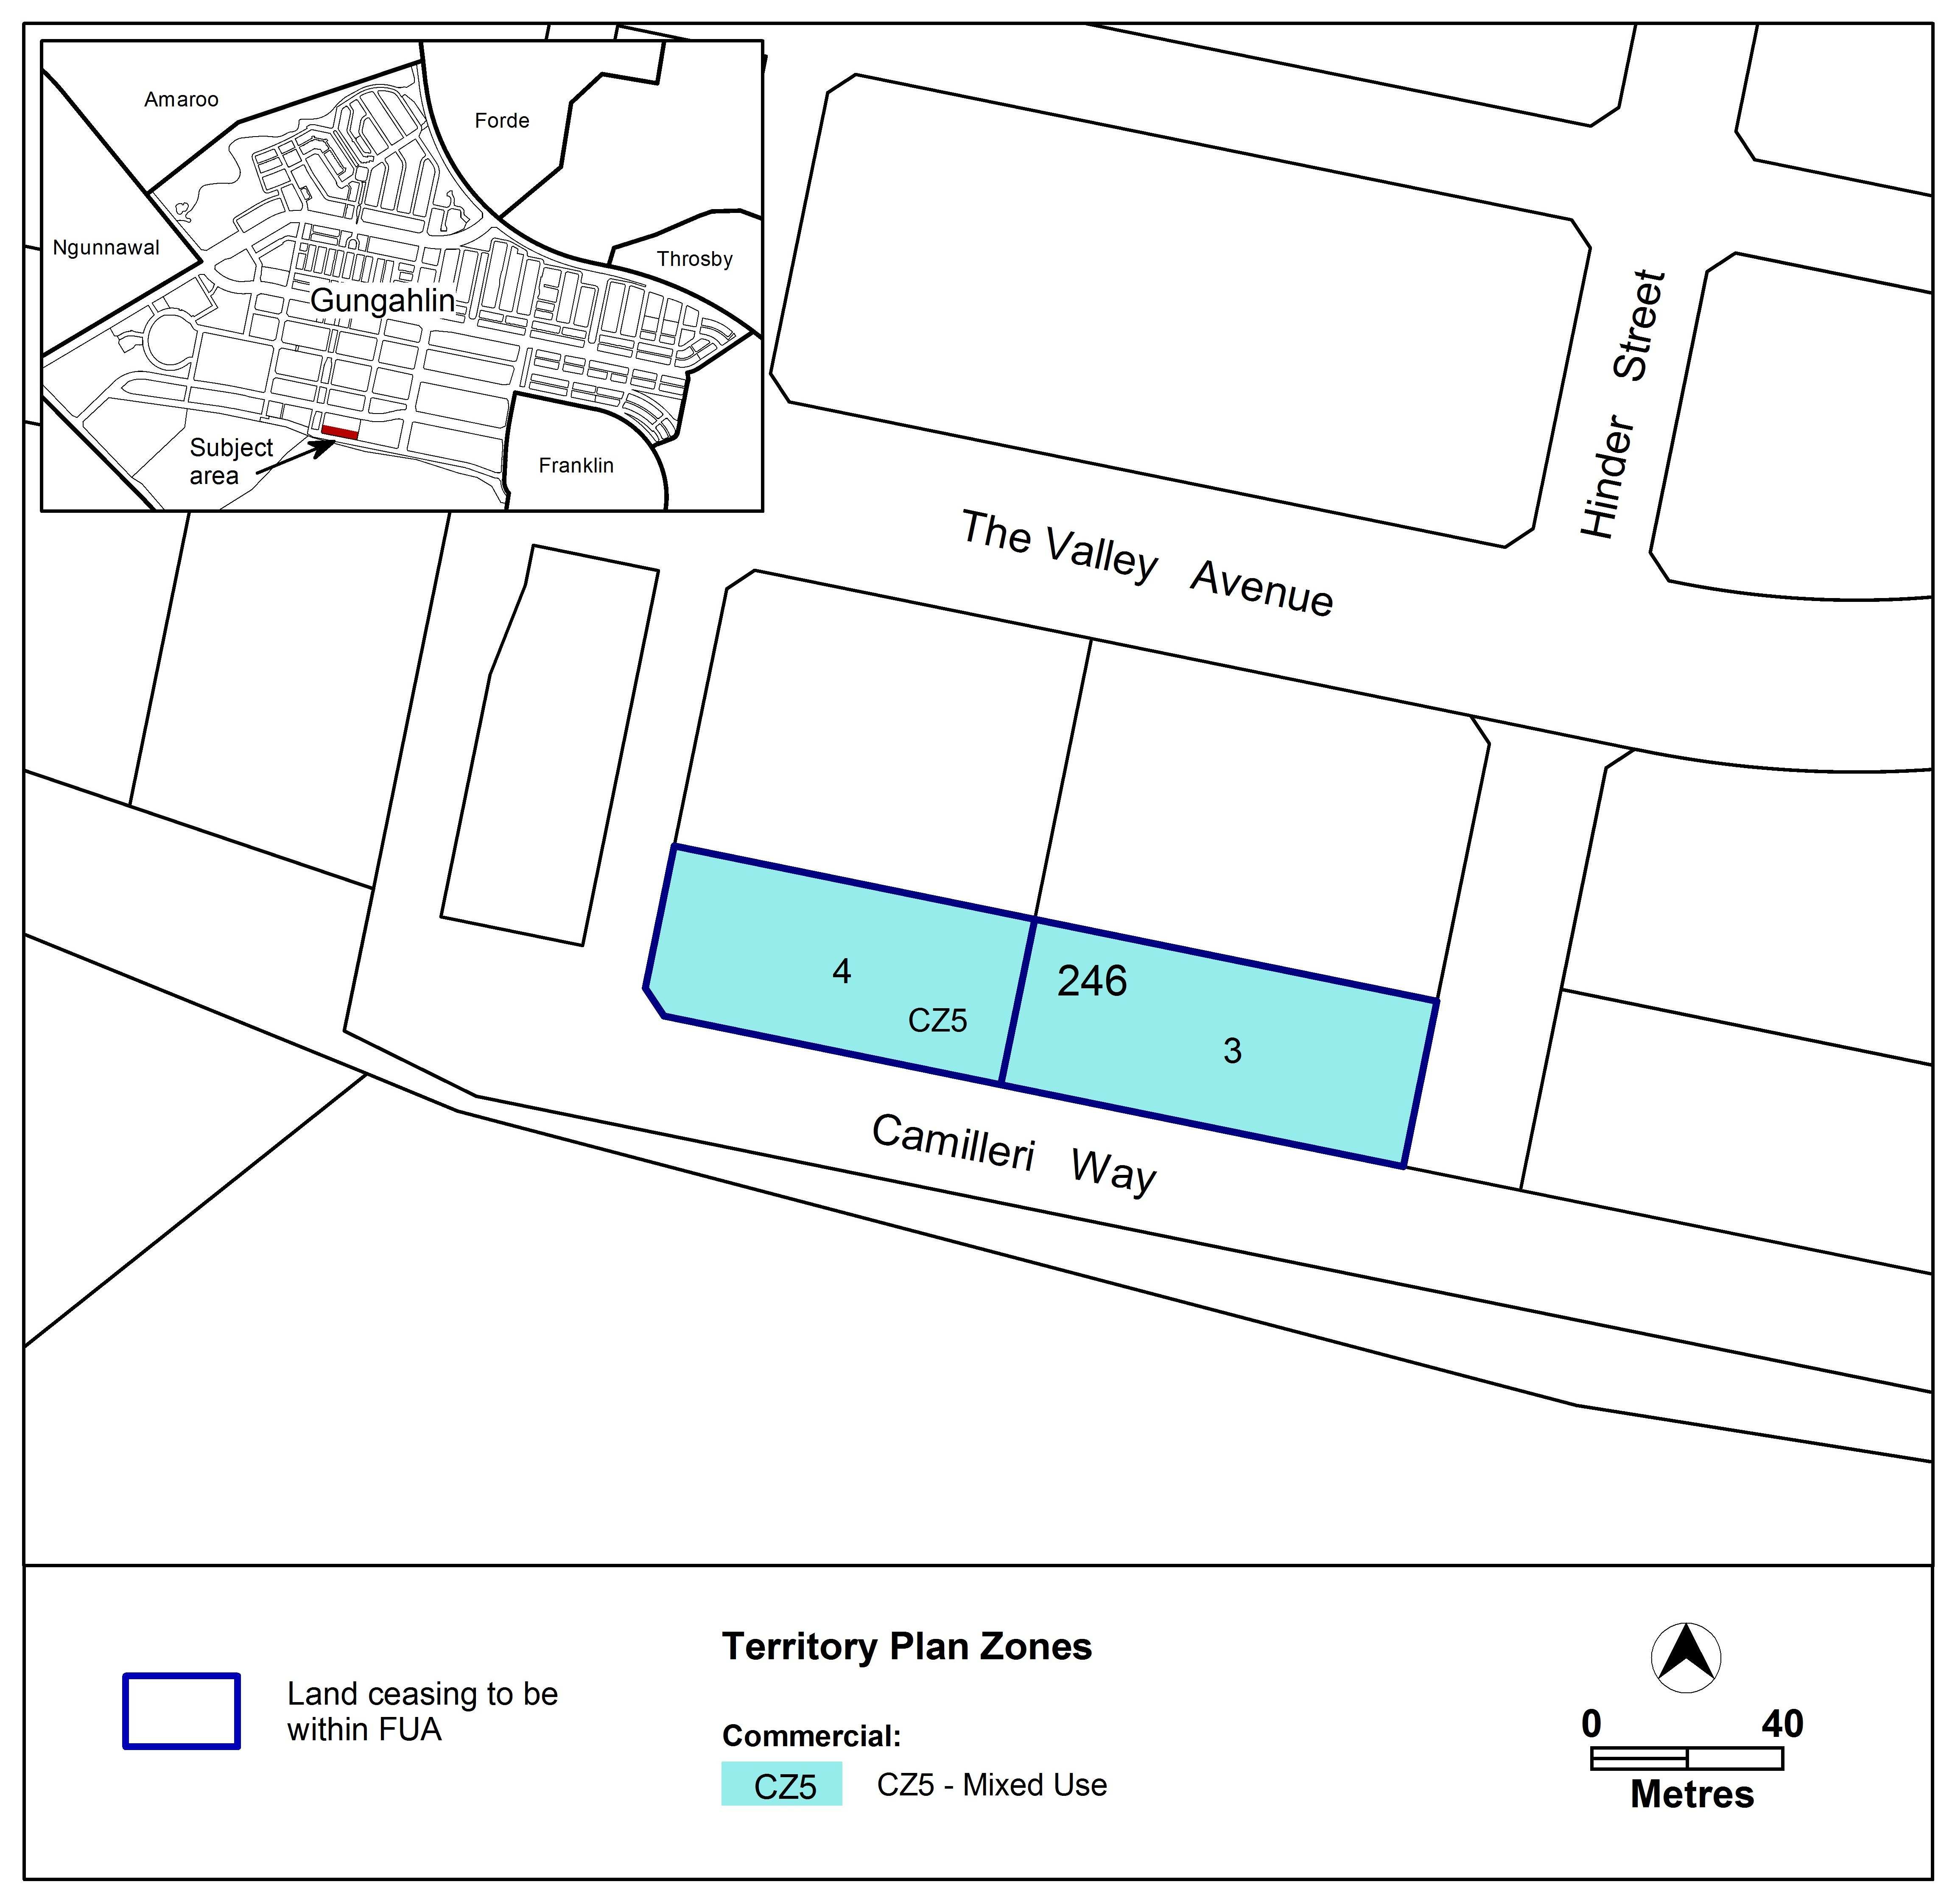 Amaroo
Forde
Ngunnawal
Throsby
Gungahlin
Subject
area
Franklin
Hinder Street
The Valley Avenue
4
246
CZ5
3
Camilleri Way
Land ceasing to be
within FUA
Territory Plan Zones
Commercial:
CZ5
CZ5 - Mixed Use
0 40
Metres